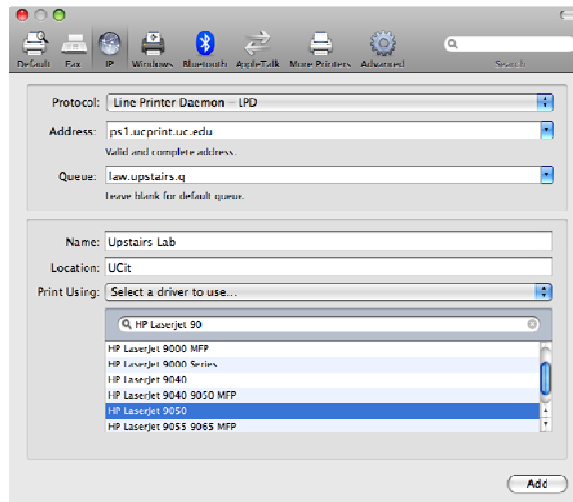 Default Fax IP Windows Bluetooth AppleTalk More Printers Advanced Search
Protocol: Line Printer Daemon – LPD
Address: ps1.ucprint.uc.edu
Valid and complete address.
Queue: law.upstairs.q
Leave blank for default queue.
Name: Upstairs Lab
Location: UCit
Print Using: Select a driver to use...
HP Laserjet 90
HP LaserJet 9000 MFP
HP LaserJet 9000 Series
HP LaserJet 9040
HP LaserJet 9040 9050 MFP
HP LaserJet 9050
HP LaserJet 9055 9065 MFP
Add